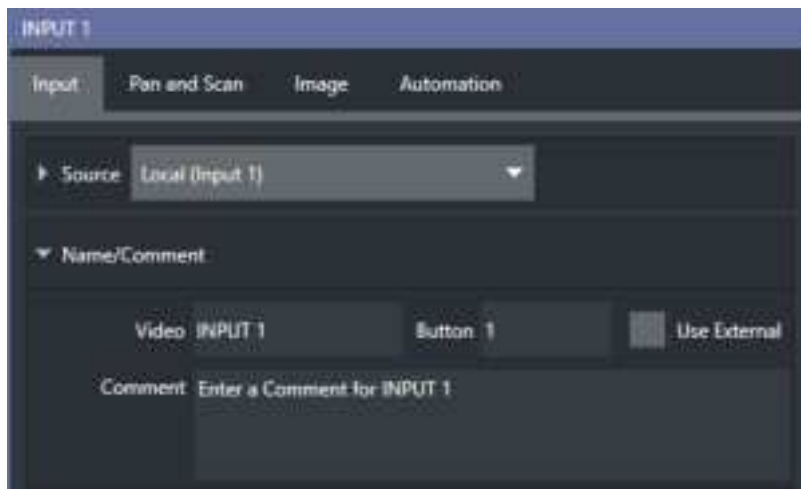 INPUT 1
Input Pan and Scan Image Automation
Source Local (Input 1)
Name/Comment
Video INPUT 1 Button 1 Use External
Comment Enter a Comment for INPUT 1